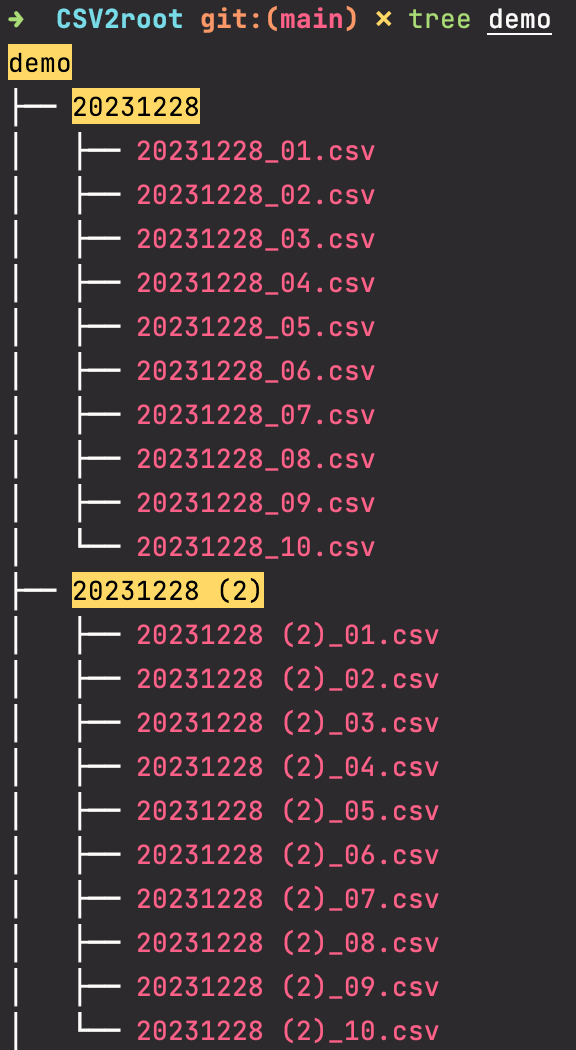 ➜  CSV2root git:(main) ✗ tree demo
demo
├── 20231228
│   ├── 20231228_01.csv
│   ├── 20231228_02.csv
│   ├── 20231228_03.csv
│   ├── 20231228_04.csv
│   ├── 20231228_05.csv
│   ├── 20231228_06.csv
│   ├── 20231228_07.csv
│   ├── 20231228_08.csv
│   ├── 20231228_09.csv
│   └── 20231228_10.csv
├── 20231228 (2)
│   ├── 20231228 (2)_01.csv
│   ├── 20231228 (2)_02.csv
│   ├── 20231228 (2)_03.csv
│   ├── 20231228 (2)_04.csv
│   ├── 20231228 (2)_05.csv
│   ├── 20231228 (2)_06.csv
│   ├── 20231228 (2)_07.csv
│   ├── 20231228 (2)_08.csv
│   ├── 20231228 (2)_09.csv
│   └── 20231228 (2)_10.csv